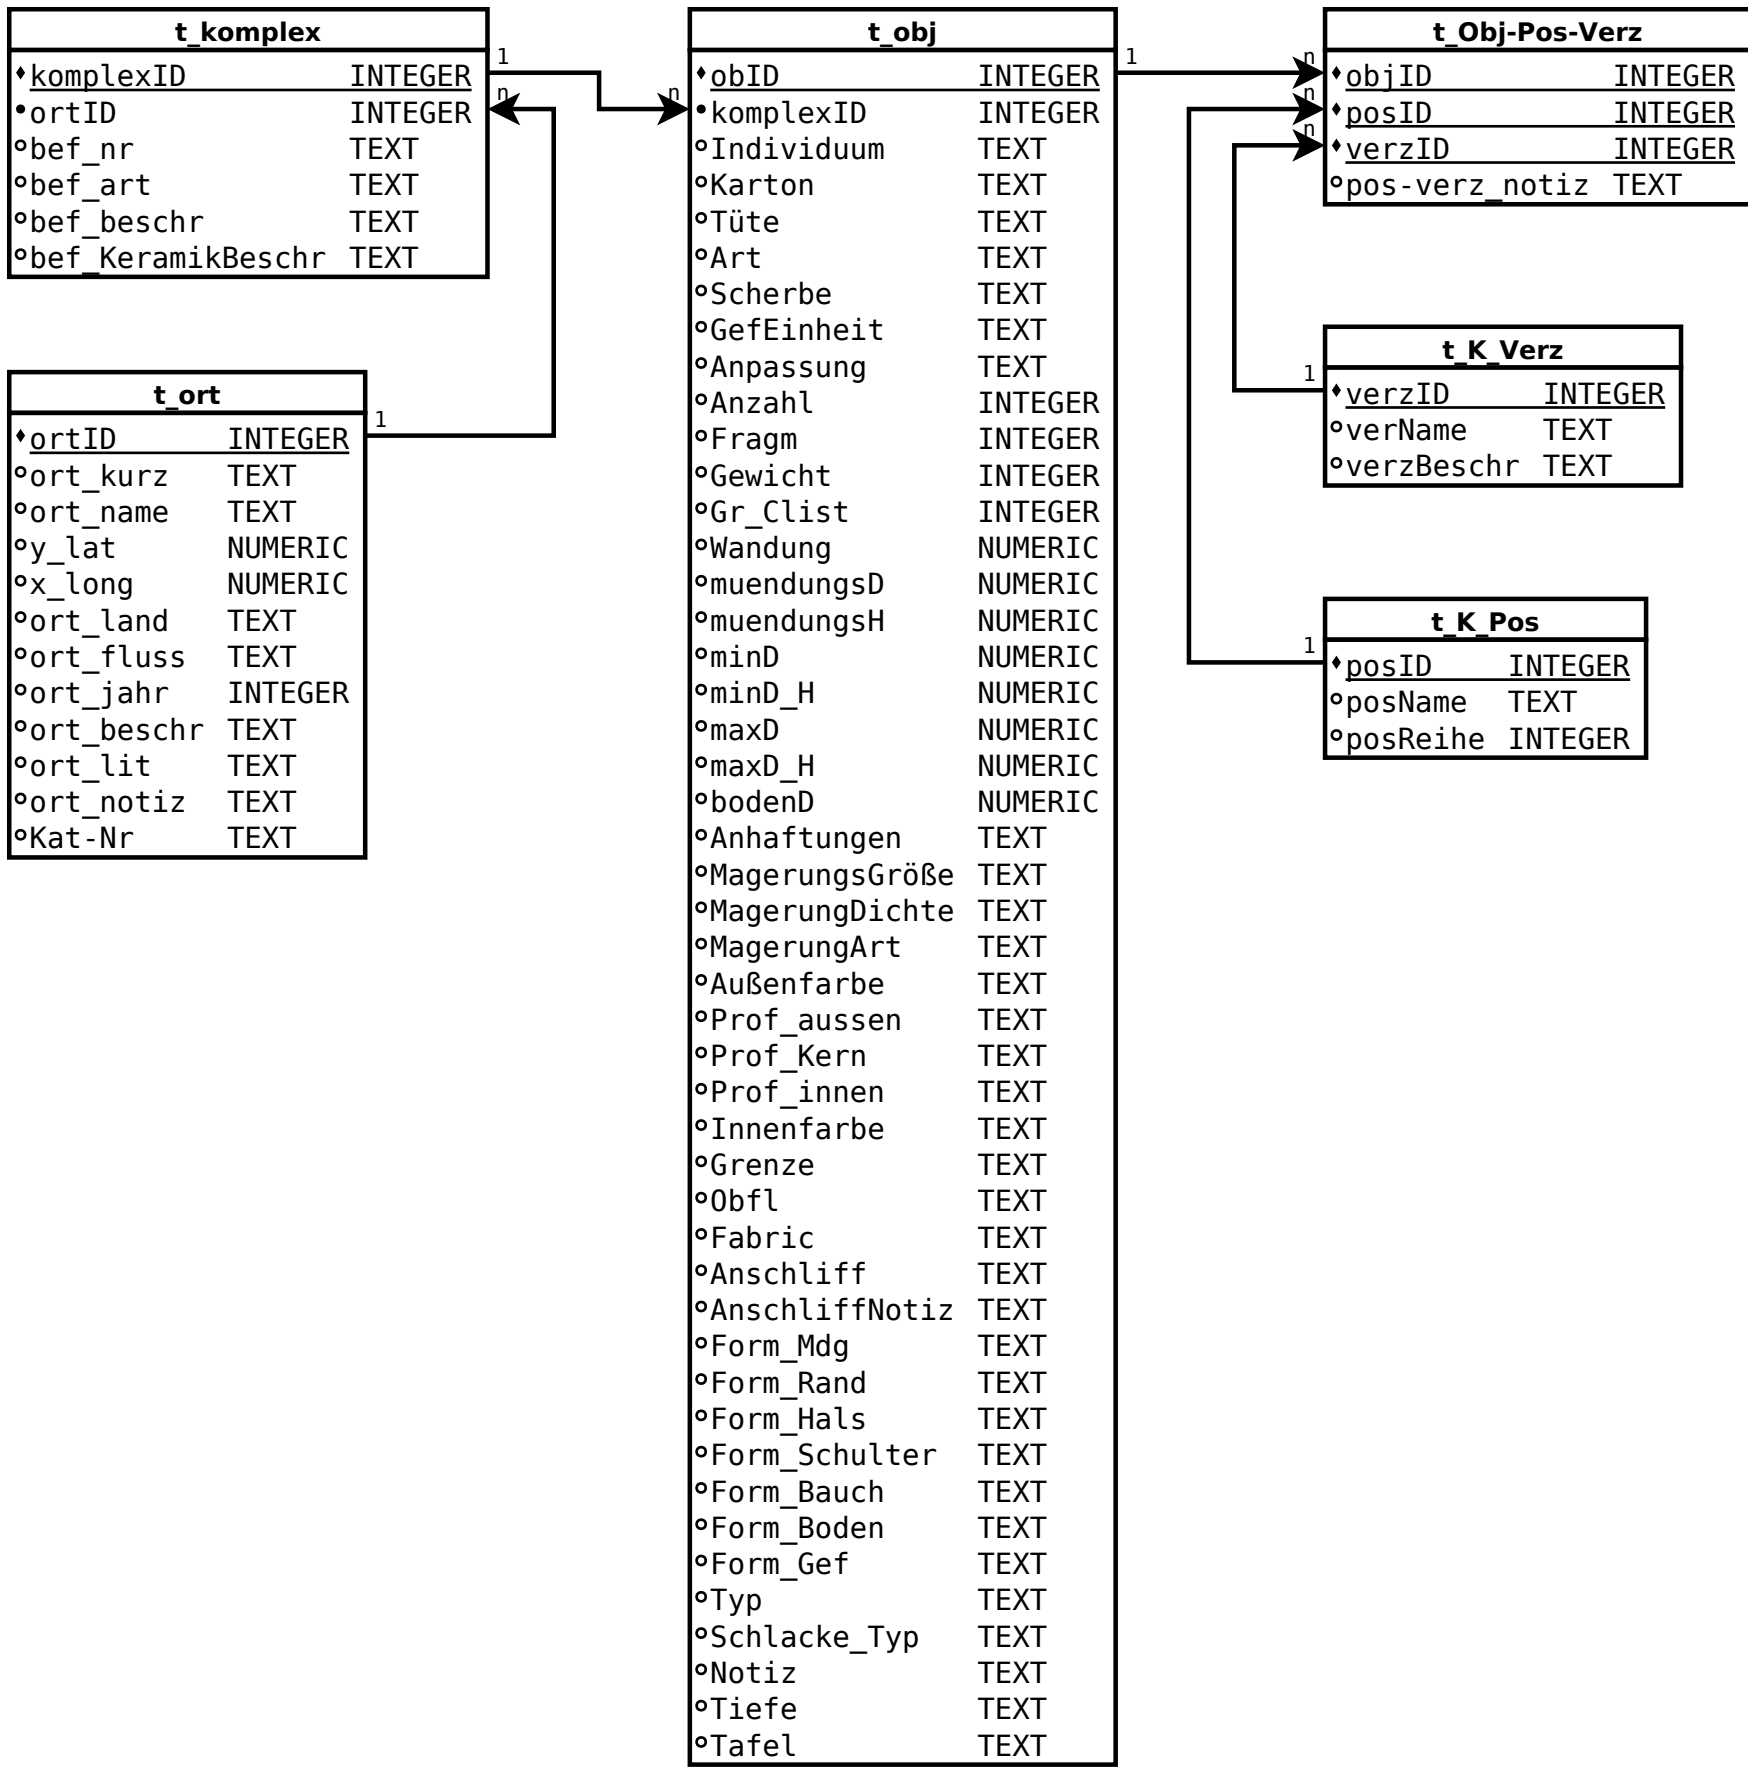 t_komplex
komplexID INTEGER
ortID INTEGER
bef_nr TEXT
bef_art TEXT
bef_beschr TEXT
bef_KeramikBeschr TEXT
1
n
t_ort
ortID INTEGER
ort_kurz TEXT
ort_name TEXT
y_lat NUMERIC
x_long NUMERIC
ort_land TEXT
ort_fluss TEXT
ort_jahr INTEGER
ort_beschr TEXT
ort_lit TEXT
ort_notiz TEXT
Kat-Nr TEXT
1
n
t_obj
obID INTEGER
komplexID INTEGER
Individuum TEXT
Karton TEXT
Tüte TEXT
Art TEXT
Scherbe TEXT
GefEinheit TEXT
Anpassung TEXT
Anzahl INTEGER
Fragm INTEGER
Gewicht INTEGER
Gr_Clist INTEGER
Wandung NUMERIC
muendungsD NUMERIC
muendungsH NUMERIC
minD NUMERIC
minD_H NUMERIC
maxD NUMERIC
maxD_H NUMERIC
bodenD NUMERIC
Anhaftungen TEXT
MagerungsGröße TEXT
MagerungDichte TEXT
MagerungArt TEXT
Außenfarbe TEXT
Prof_aussen TEXT
Prof_Kern TEXT
Prof_innen TEXT
Innenfarbe TEXT
Grenze TEXT
Obfl TEXT
Fabric TEXT
Anschliff TEXT
AnschliffNotiz TEXT
Form_Mdg TEXT
Form_Rand TEXT
Form_Hals TEXT
Form_Schulter TEXT
Form_Bauch TEXT
Form_Boden TEXT
Form_Gef TEXT
Typ TEXT
Schlacke_Typ TEXT
Notiz TEXT
Tiefe TEXT
Tafel TEXT
1
n
n
n
t_Obj-Pos-Verz
objID INTEGER
posID INTEGER
verzID INTEGER
pos-verz_notiz TEXT
t_K_Verz
1
verzID INTEGER
verName TEXT
verzBeschr TEXT
t_K_Pos
1
posID INTEGER
posName TEXT
posReihe INTEGER